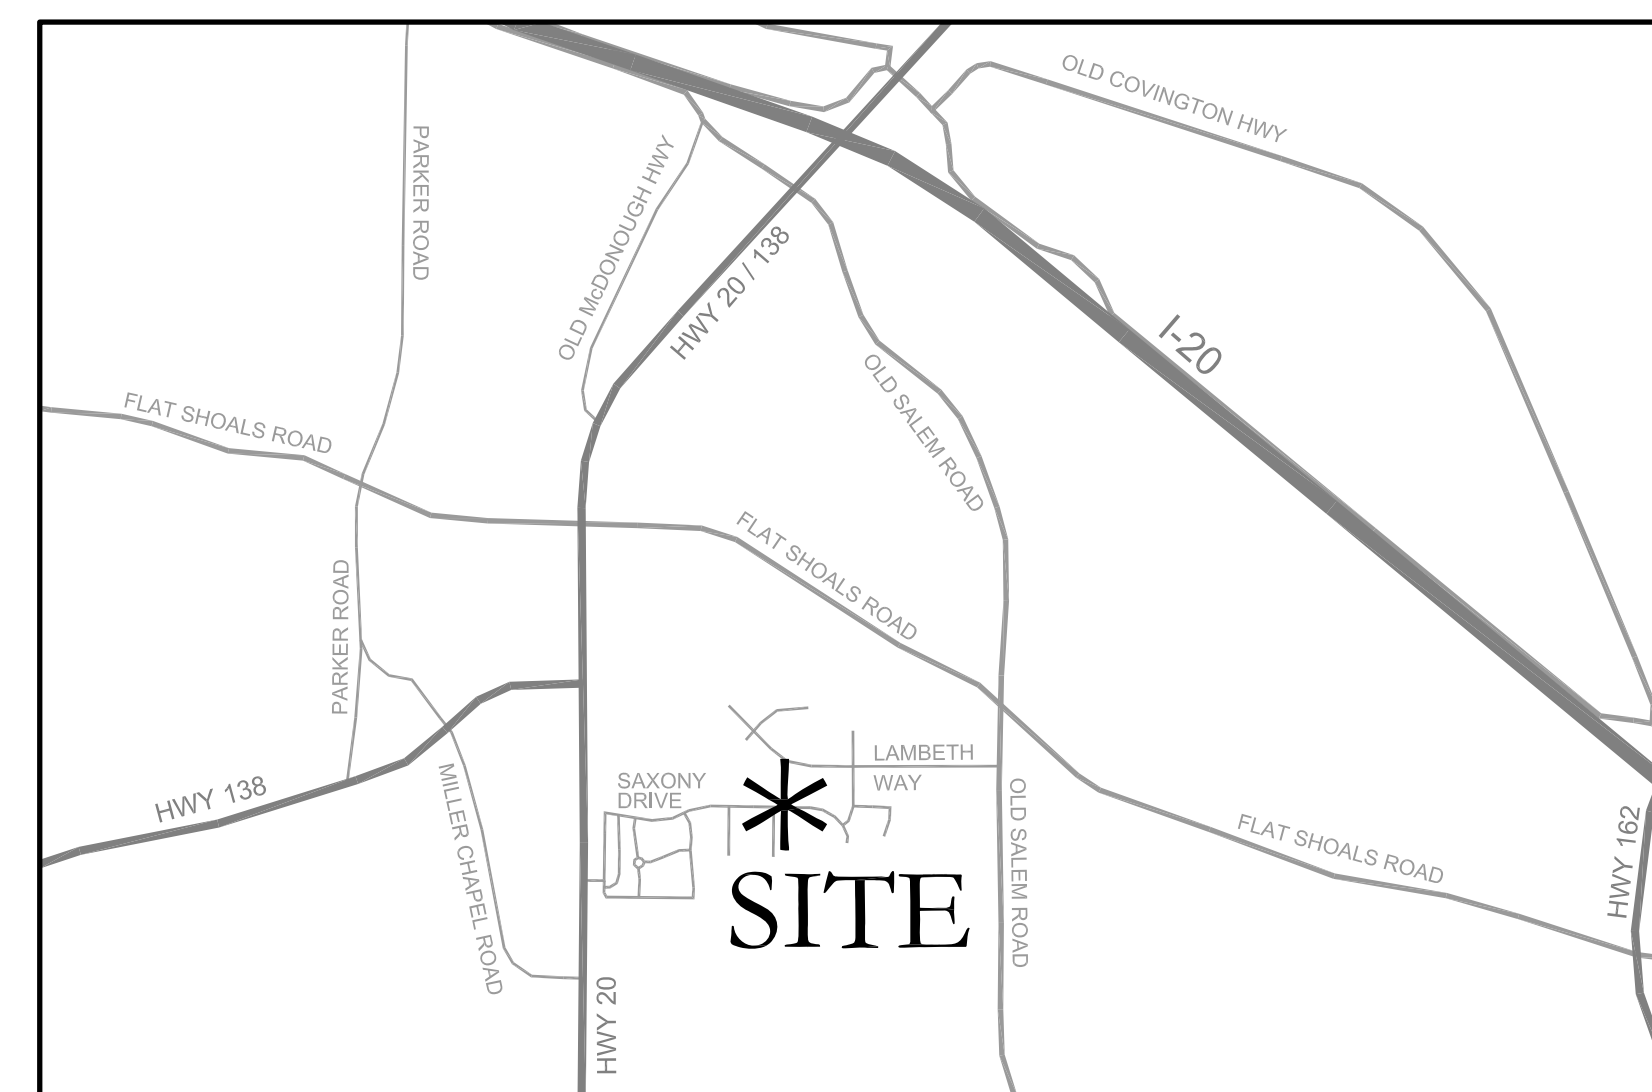 OLD COVINGTON HWY
PARKER ROAD
OLD McDONOUGH HWY
HWY 20 / 138
I-20
FLAT SHOALS ROAD
OLD SALEM ROAD
FLAT SHOALS ROAD
PARKER ROAD
LAMBETH
WAY
SAXONY
DRIVE
HWY 138
MILLER CHAPEL ROAD
OLD SALEM ROAD
FLAT SHOALS ROAD
HWY 162
SITE
HWY 20